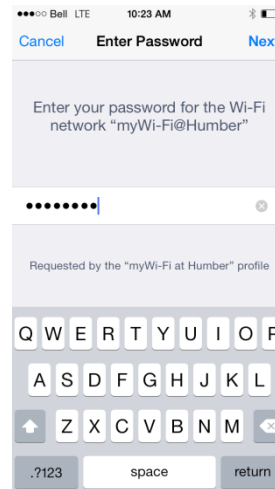 Bell LTE 10:23 AM
Cancel Enter Password Nex
Enter your password for the Wi-Fi
network “myWi-Fi@Humber”
••••••••
Requested by the “myWi-Fi at Humber” profile
Q W E R T Y U I O P
A S D F G H J K L
Z X C V B N M
.?123 space return